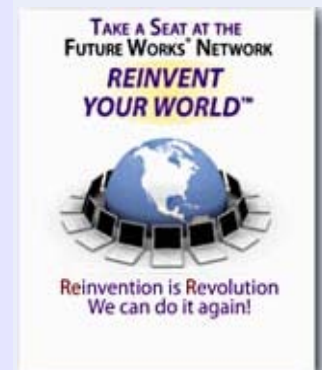 TAKE A SEAT AT THE
FUTURE WORKS® NETWORK
REINVENT
YOUR WORLD™
Reinvention is Revolution
We can do it again!